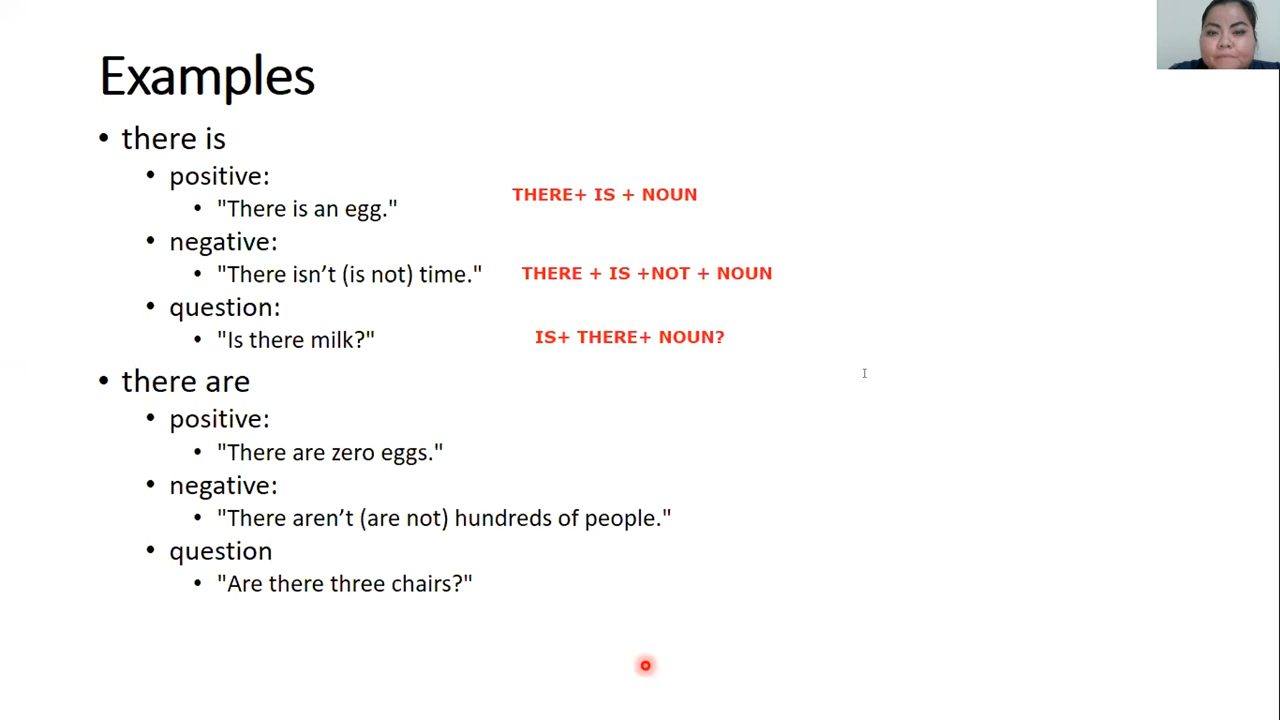 Examples
• there is
• positive:
THERE+ IS + NOUN
• "There is an egg."
• negative:
• "There isn’t (is not) time."
THERE + IS +NOT + NOUN
• question:
• "Is there milk?"
IS+ THERE+ NOUN?
• there are
• positive:
• "There are zero eggs."
• negative:
• "There aren’t (are not) hundreds of people."
• question
• "Are there three chairs?"